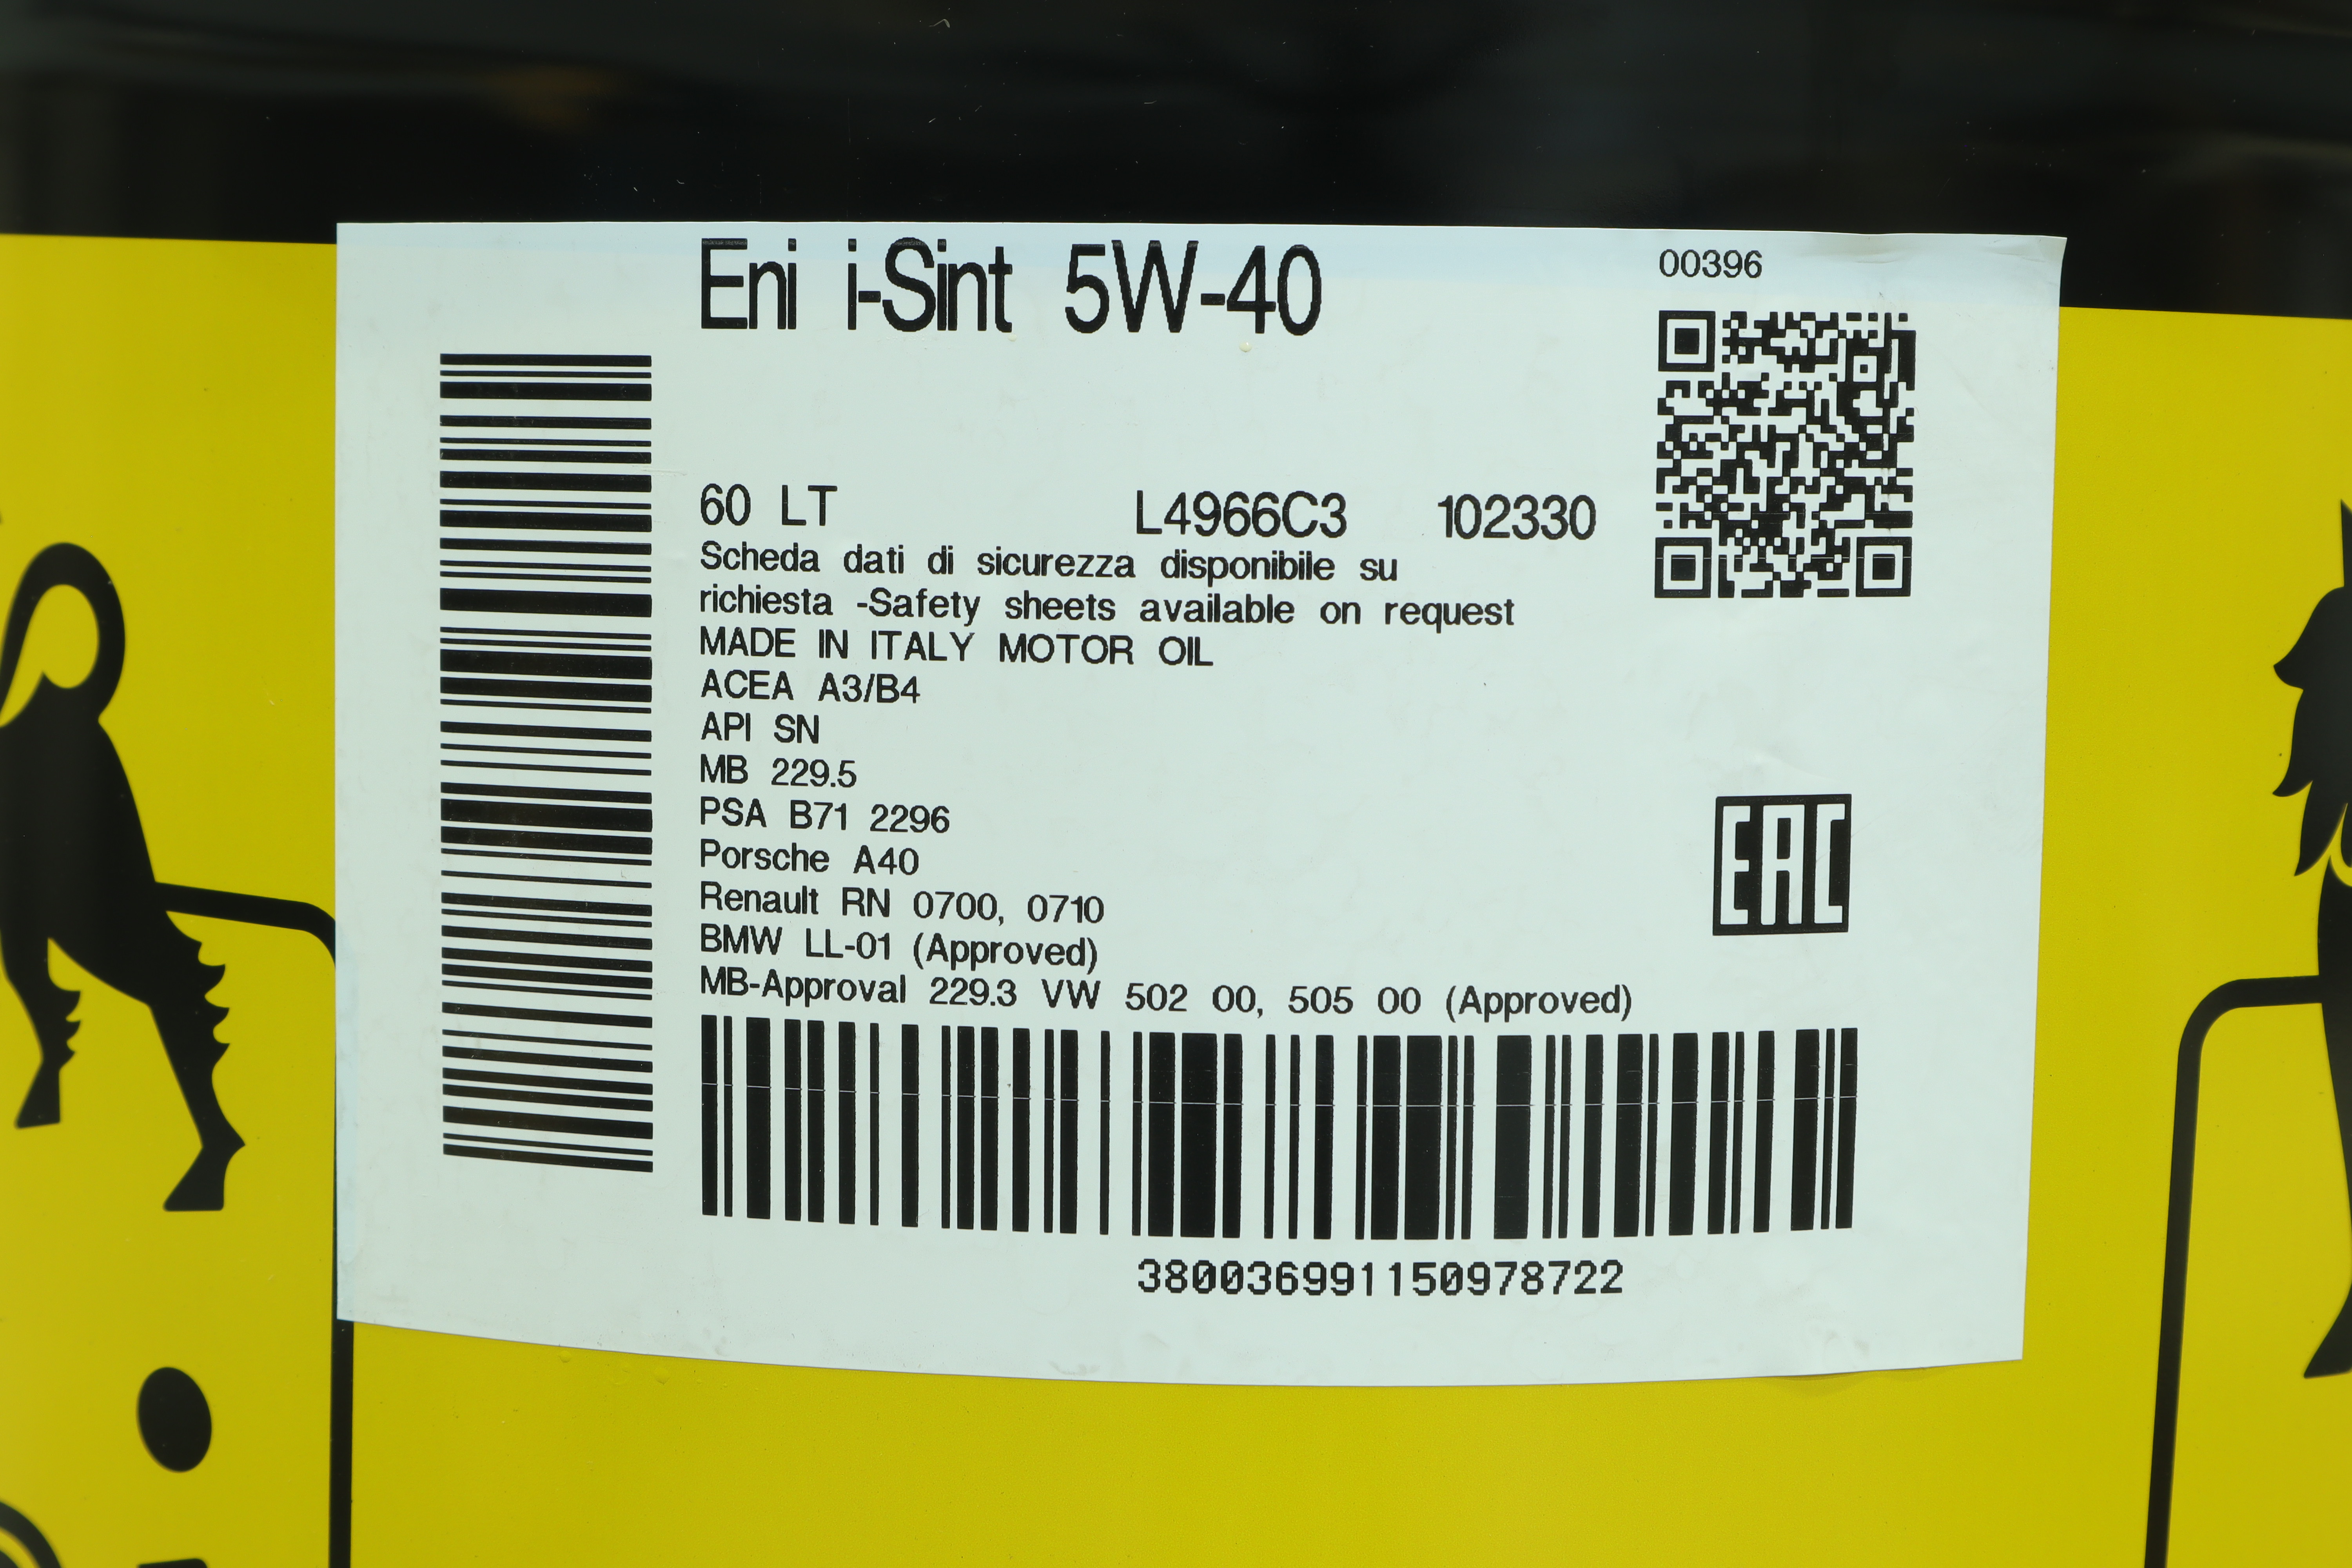 Eni i-Sint 5W-40
00396
60 LT L4966C3 102330
Scheda dati di sicurezza disponibile su
richiesta -Safety sheets available on request
MADE IN ITALY MOTOR OIL
ACEA A3/B4
API SN
MB 229.5
PSA B71 2296
Porsche A40
Renault RN 0700, 0710
BMW LL-01 (Approved)
MB-Approval 229.3 VW 502 00, 505 00 (Approved)
EAC
380036991150978722